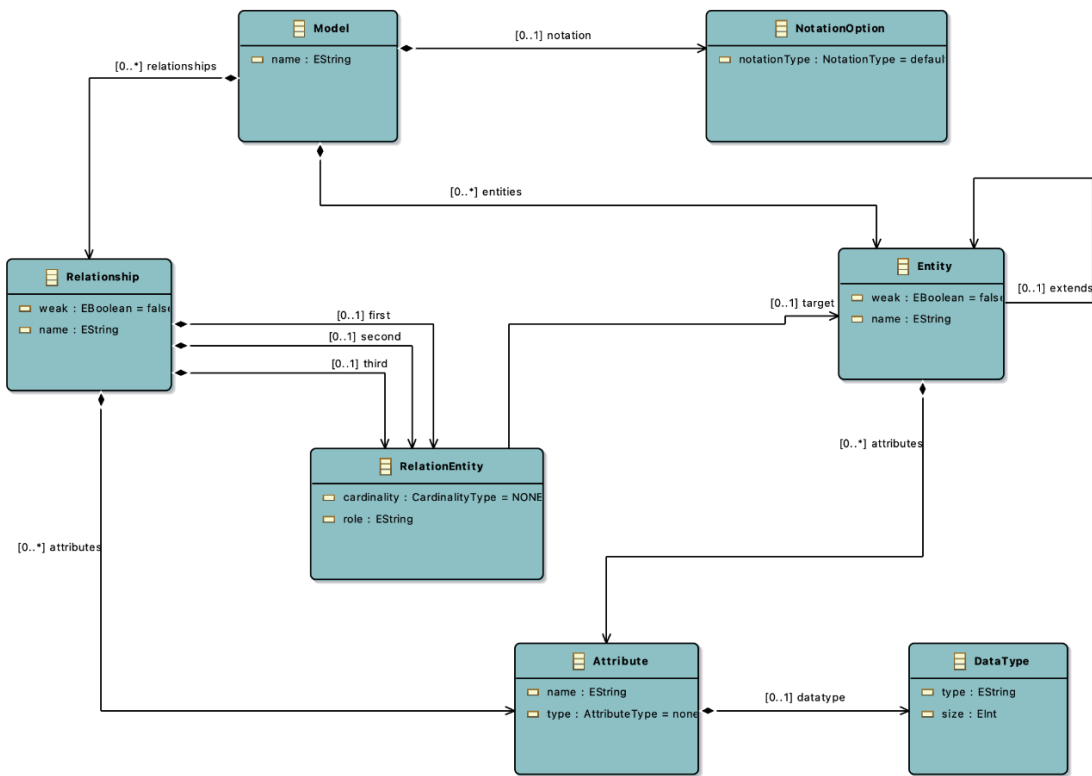 Model
name : EString
[0..1] notation
NotationOption
notationType : NotationType = defaul
[0..*] relationships
[0..*] entities
Relationship
weak : EBoolean = false
name : EString
[0..1] first
[0..1] second
[0..1] third
[0..1] target
Entity
weak : EBoolean = false
name : EString
[0..1] extends
[0..*] attributes
RelationEntity
cardinality : CardinalityType = NONE
role : EString
[0..*] attributes
Attribute
name : EString
type : AttributeType = none
[0..1] datatype
DataType
type : EString
size : EInt